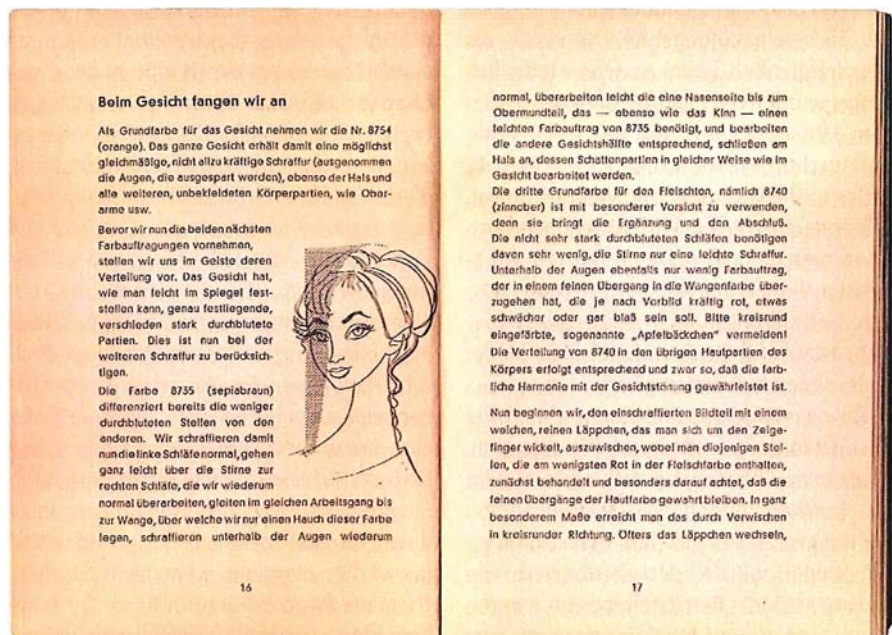 Beim Gesicht fangen wir an
Als Grundfarbe für das Gesicht nehmen wir die Nr. 8754
(orange). Das ganze Gesicht erhält damit eine möglichst
gleichmäßige, nicht allzu kräftige Schraffur (ausgenommen
die Augen, die ausgespart werden), ebenso der Hals und
alle weiteren, unbekleideten Körperpartien, wie Ober-
arme usw.
Bevor wir nun die beiden nächsten
Farbauftragungen vornehmen,
stellen wir uns im Geiste deren
Verteilung vor. Das Gesicht hat,
wie man leicht im Spiegel fest-
stellen kann, genau festliegende,
verschieden stark durchblutete
Partien. Dies ist nun bei der
weiteren Schraffur zu berücksich-
tigen.
Die Farbe 8735 (sepiabraun)
differenziert bereits die weniger
durchbluteten Stellen von den
anderen. Wir schraffieren damit
nun die linke Schläfe normal, gehen
ganz leicht über die Stirne zur
rechten Schläfe, die wir wiederum
normal überarbeiten, gleiten im gleichen Arbeitsgang bis
zur Wange, über welche wir nur einen Hauch dieser Farbe
legen, schraffieren unterhalb der Augen wiederum
16
normal, überarbeiten leicht die eine Nasenseite bis zum
Obermundteil, das — ebenso wie das Kinn — einen
leichten Farbauftrag von 8735 benötigt, und bearbeiten
die andere Gesichtshälfte entsprechend, schließen am
Hals an, dessen Schattenpartien in gleicher Weise wie im
Gesicht bearbeitet werden.
Die dritte Grundfarbe für den Fleischton, nämlich 8740
(zinnober) ist mit besonderer Vorsicht zu verwenden,
denn sie bringt die Ergänzung und den Abschluß.
Die nicht sehr stark durchbluteten Schläfen benötigen
davon sehr wenig, die Stirne nur eine leichte Schraffur.
Unterhalb der Augen ebenfalls nur wenig Farbauftrag,
der in einem feinen Übergang in die Wangenfarbe über-
zugehen hat, die je nach Vorbild kräftig rot, etwas
schwächer oder gar blaß sein soll. Bitte kreisrund
eingefärbte, sogenannte „Apfelbäckchen" vermeiden!
Die Verteilung von 8740 in den übrigen Hautpartien des
Körpers erfolgt entsprechend und zwar so, daß die farb-
liche Harmonie mit der Gesichtstönung gewährleistet ist.
Nun beginnen wir, den einschraffierten Bildteil mit einem
weichen, reinen Läppchen, das man sich um den Zeige-
finger wickelt, auszuwischen, wobei man diejenigen Stel-
len, die am wenigsten Rot in der Fleischfarbe enthalten,
zunächst behandelt und besonders darauf achtet, daß die
feinen Übergänge der Hautfarbe gewahrt bleiben. In ganz
besonderem Maße erreicht man das durch Verwischen
in kreisrunder Richtung. Öfters das Läppchen wechseln,
17